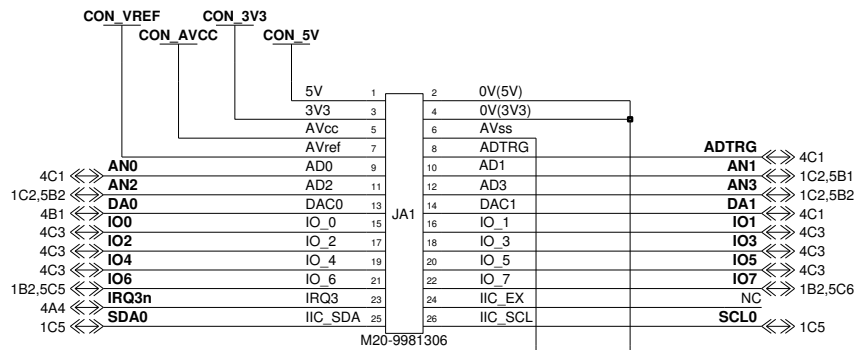 CON_VREF CON_3V3
CON_AVCC CON_5V
5V 1 2 0V(5V)
3V3 3 4 0V(3V3)
AVcc 5 6 AVss
AVref 7 8 ADTRG ADTRG 4C1
4C1 AN0 AD0 9 10 AD1 AN1 1C2,5B1
1C2,5B2 AN2 AD2 11 12 AD3 AN3 1C2,5B2
4B1 DA0 DAC0 13 14 DAC1 DA1 4C1
JA1
4C3 IO0 IO_0 15 16 IO_1 IO1 4C3
4C3 IO2 IO_2 17 18 IO_3 IO3 4C3
4C3 IO4 IO_4 19 20 IO_5 IO5 4C3
1B2,5C5 IO6 IO_6 21 22 IO_7 IO7 1B2,5C6
4A4 IRQ3n IRQ3 23 24 IIC_EX NC
1C5 SDA0 IIC_SDA 25 26 IIC_SCL SCL0 1C5
M20-9981306